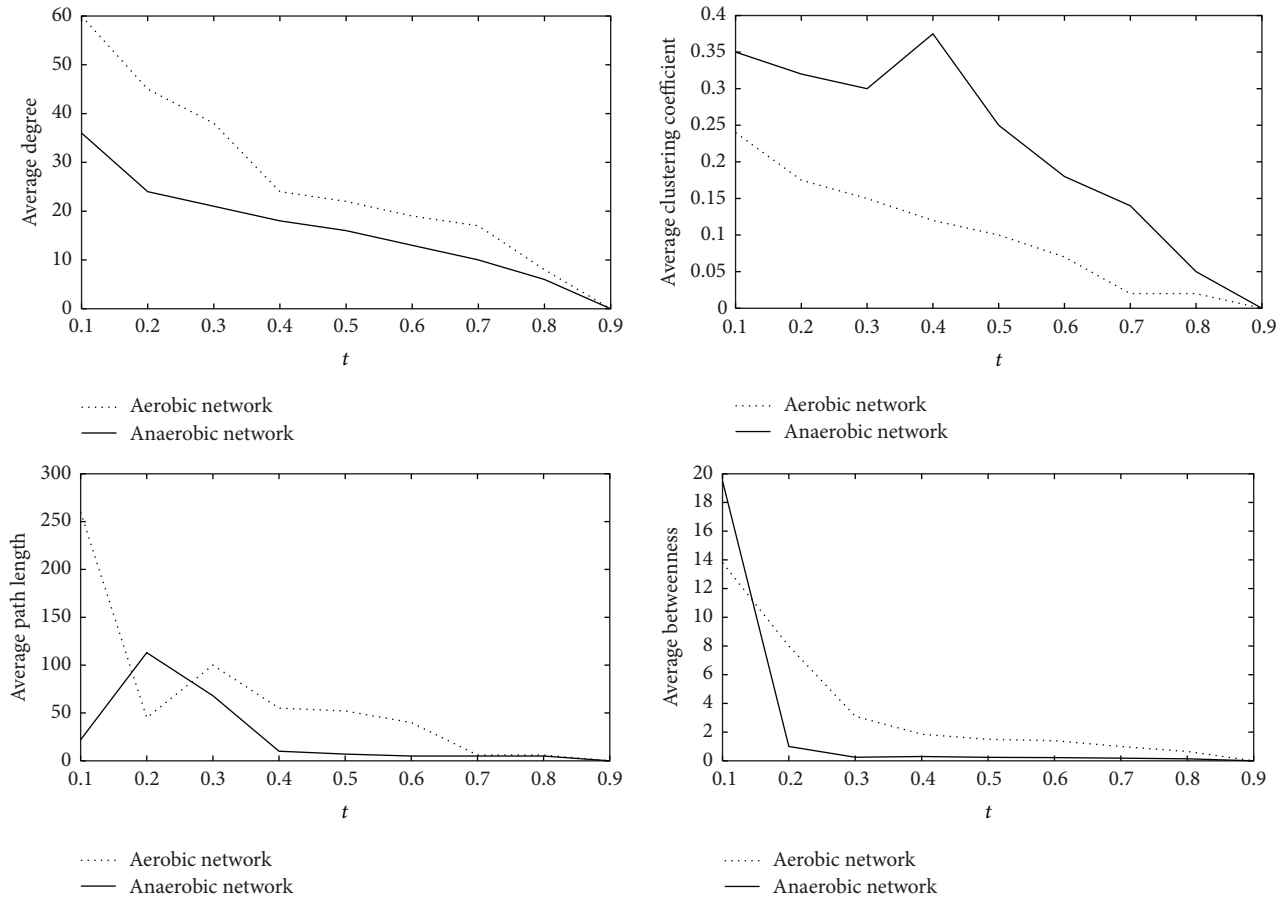 60
50
40
30
20
10
0
Average degree
0.1 0.2 0.3 0.4 0.5 0.6 0.7 0.8 0.9
t
Aerobic network
Anaerobic network
0.4
0.35
0.3
0.25
0.2
0.15
0.1
0.05
0
Average clustering coefficient
0.1 0.2 0.3 0.4 0.5 0.6 0.7 0.8 0.9
t
Aerobic network
Anaerobic network
300
250
200
150
100
50
0
Average path length
0.1 0.2 0.3 0.4 0.5 0.6 0.7 0.8 0.9
t
Aerobic network
Anaerobic network
20
18
16
14
12
10
8
6
4
2
0
Average betweenness
0.1 0.2 0.3 0.4 0.5 0.6 0.7 0.8 0.9
t
Aerobic network
Anaerobic network